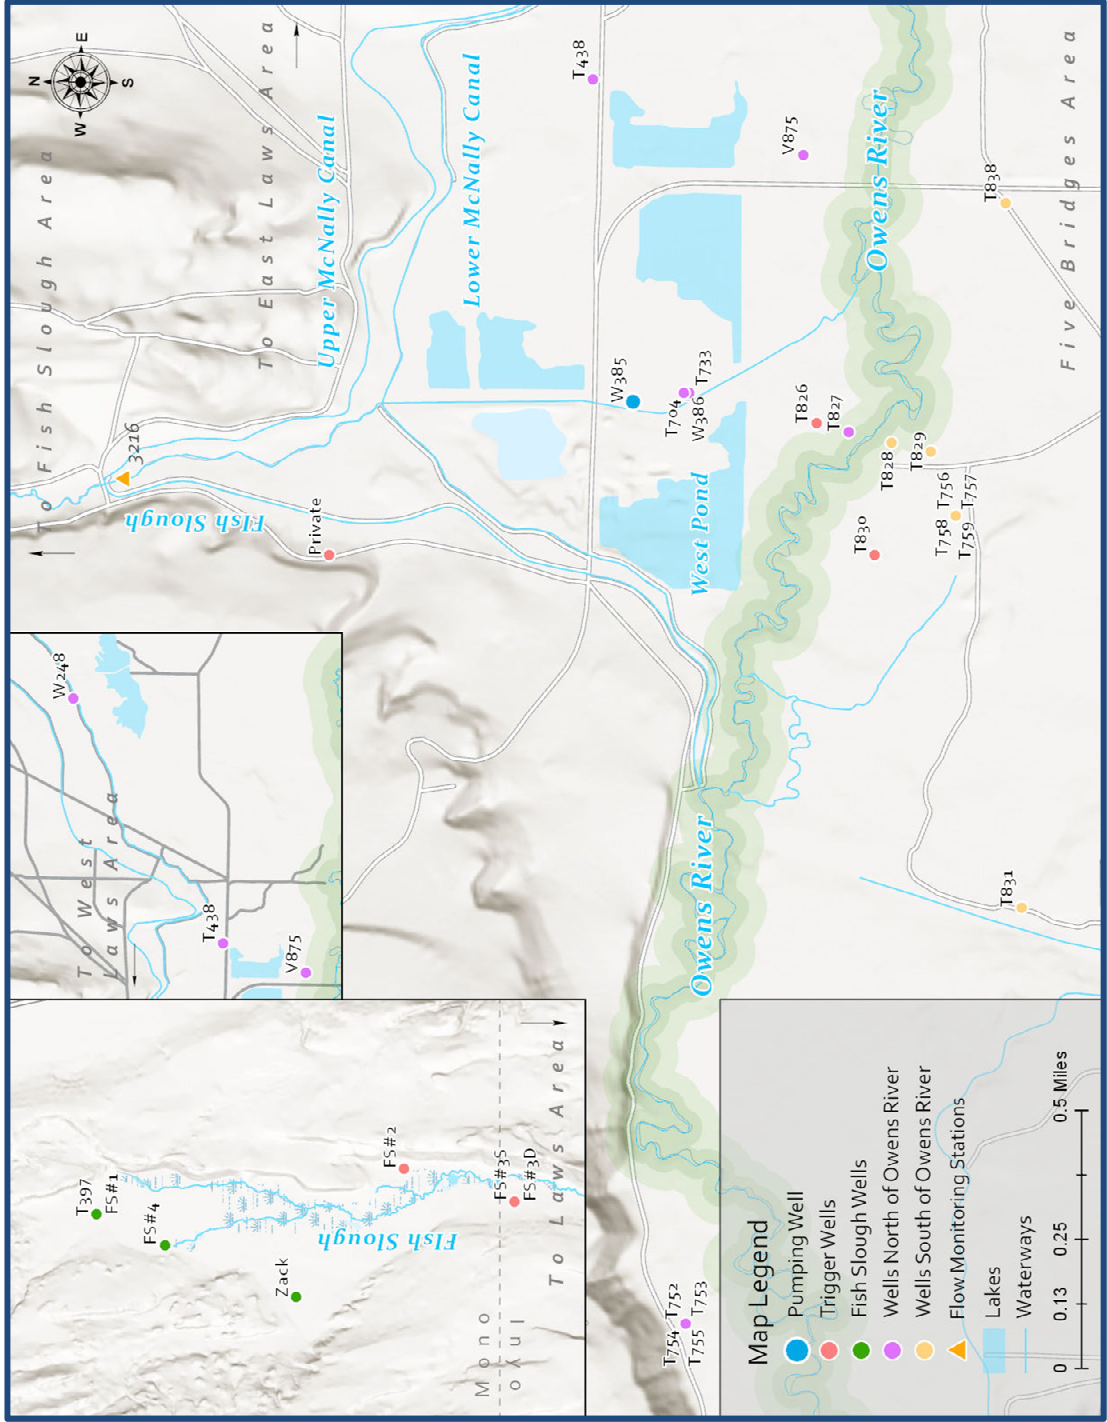 N
E
S
W
To Fish Slough Area
To East Laws Area
Upper McNally Canal
Lower McNally Canal
T438
V875
Owens River
T838
Five Bridges Area
3216
FIsh Slough
Private
W385
T704
W386
T733
T826
T827
T828
T829
West Pond
T830
T758
T756
T759
T757
T831
Owens River
W248
To West
Laws Area
T438
V875
T397
FS#1
FS#4
Zack
FS#2
FS#3S
FS#3D
FIsh Slough
Mono
Inyo
To Laws Area
T754
T752
T755
T753
Map Legend
Pumping Well
Trigger Wells
Fish Slough Wells
Wells North of Owens River
Wells South of Owens River
Flow Monitoring Stations
Lakes
Waterways
0 0.13 0.25 0.5 Miles